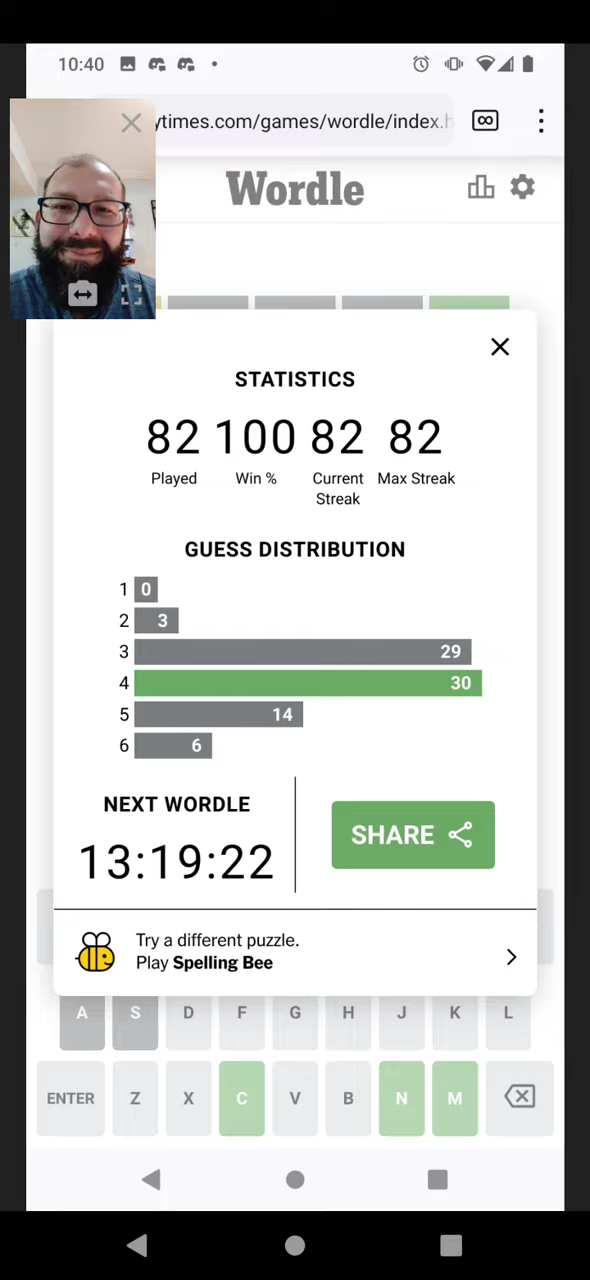 10:40
ytimes.com/games/wordle/index.h
Wordle
STATISTICS
82 100 82 82
Played Win % Current Max Streak
Streak
GUESS DISTRIBUTION
1 0
2 3
3 29
4 30
5 14
6 6
NEXT WORDLE
13:19:22
SHARE
Try a different puzzle.
Play Spelling Bee
A S D F G H J K L
ENTER Z X C V B N M